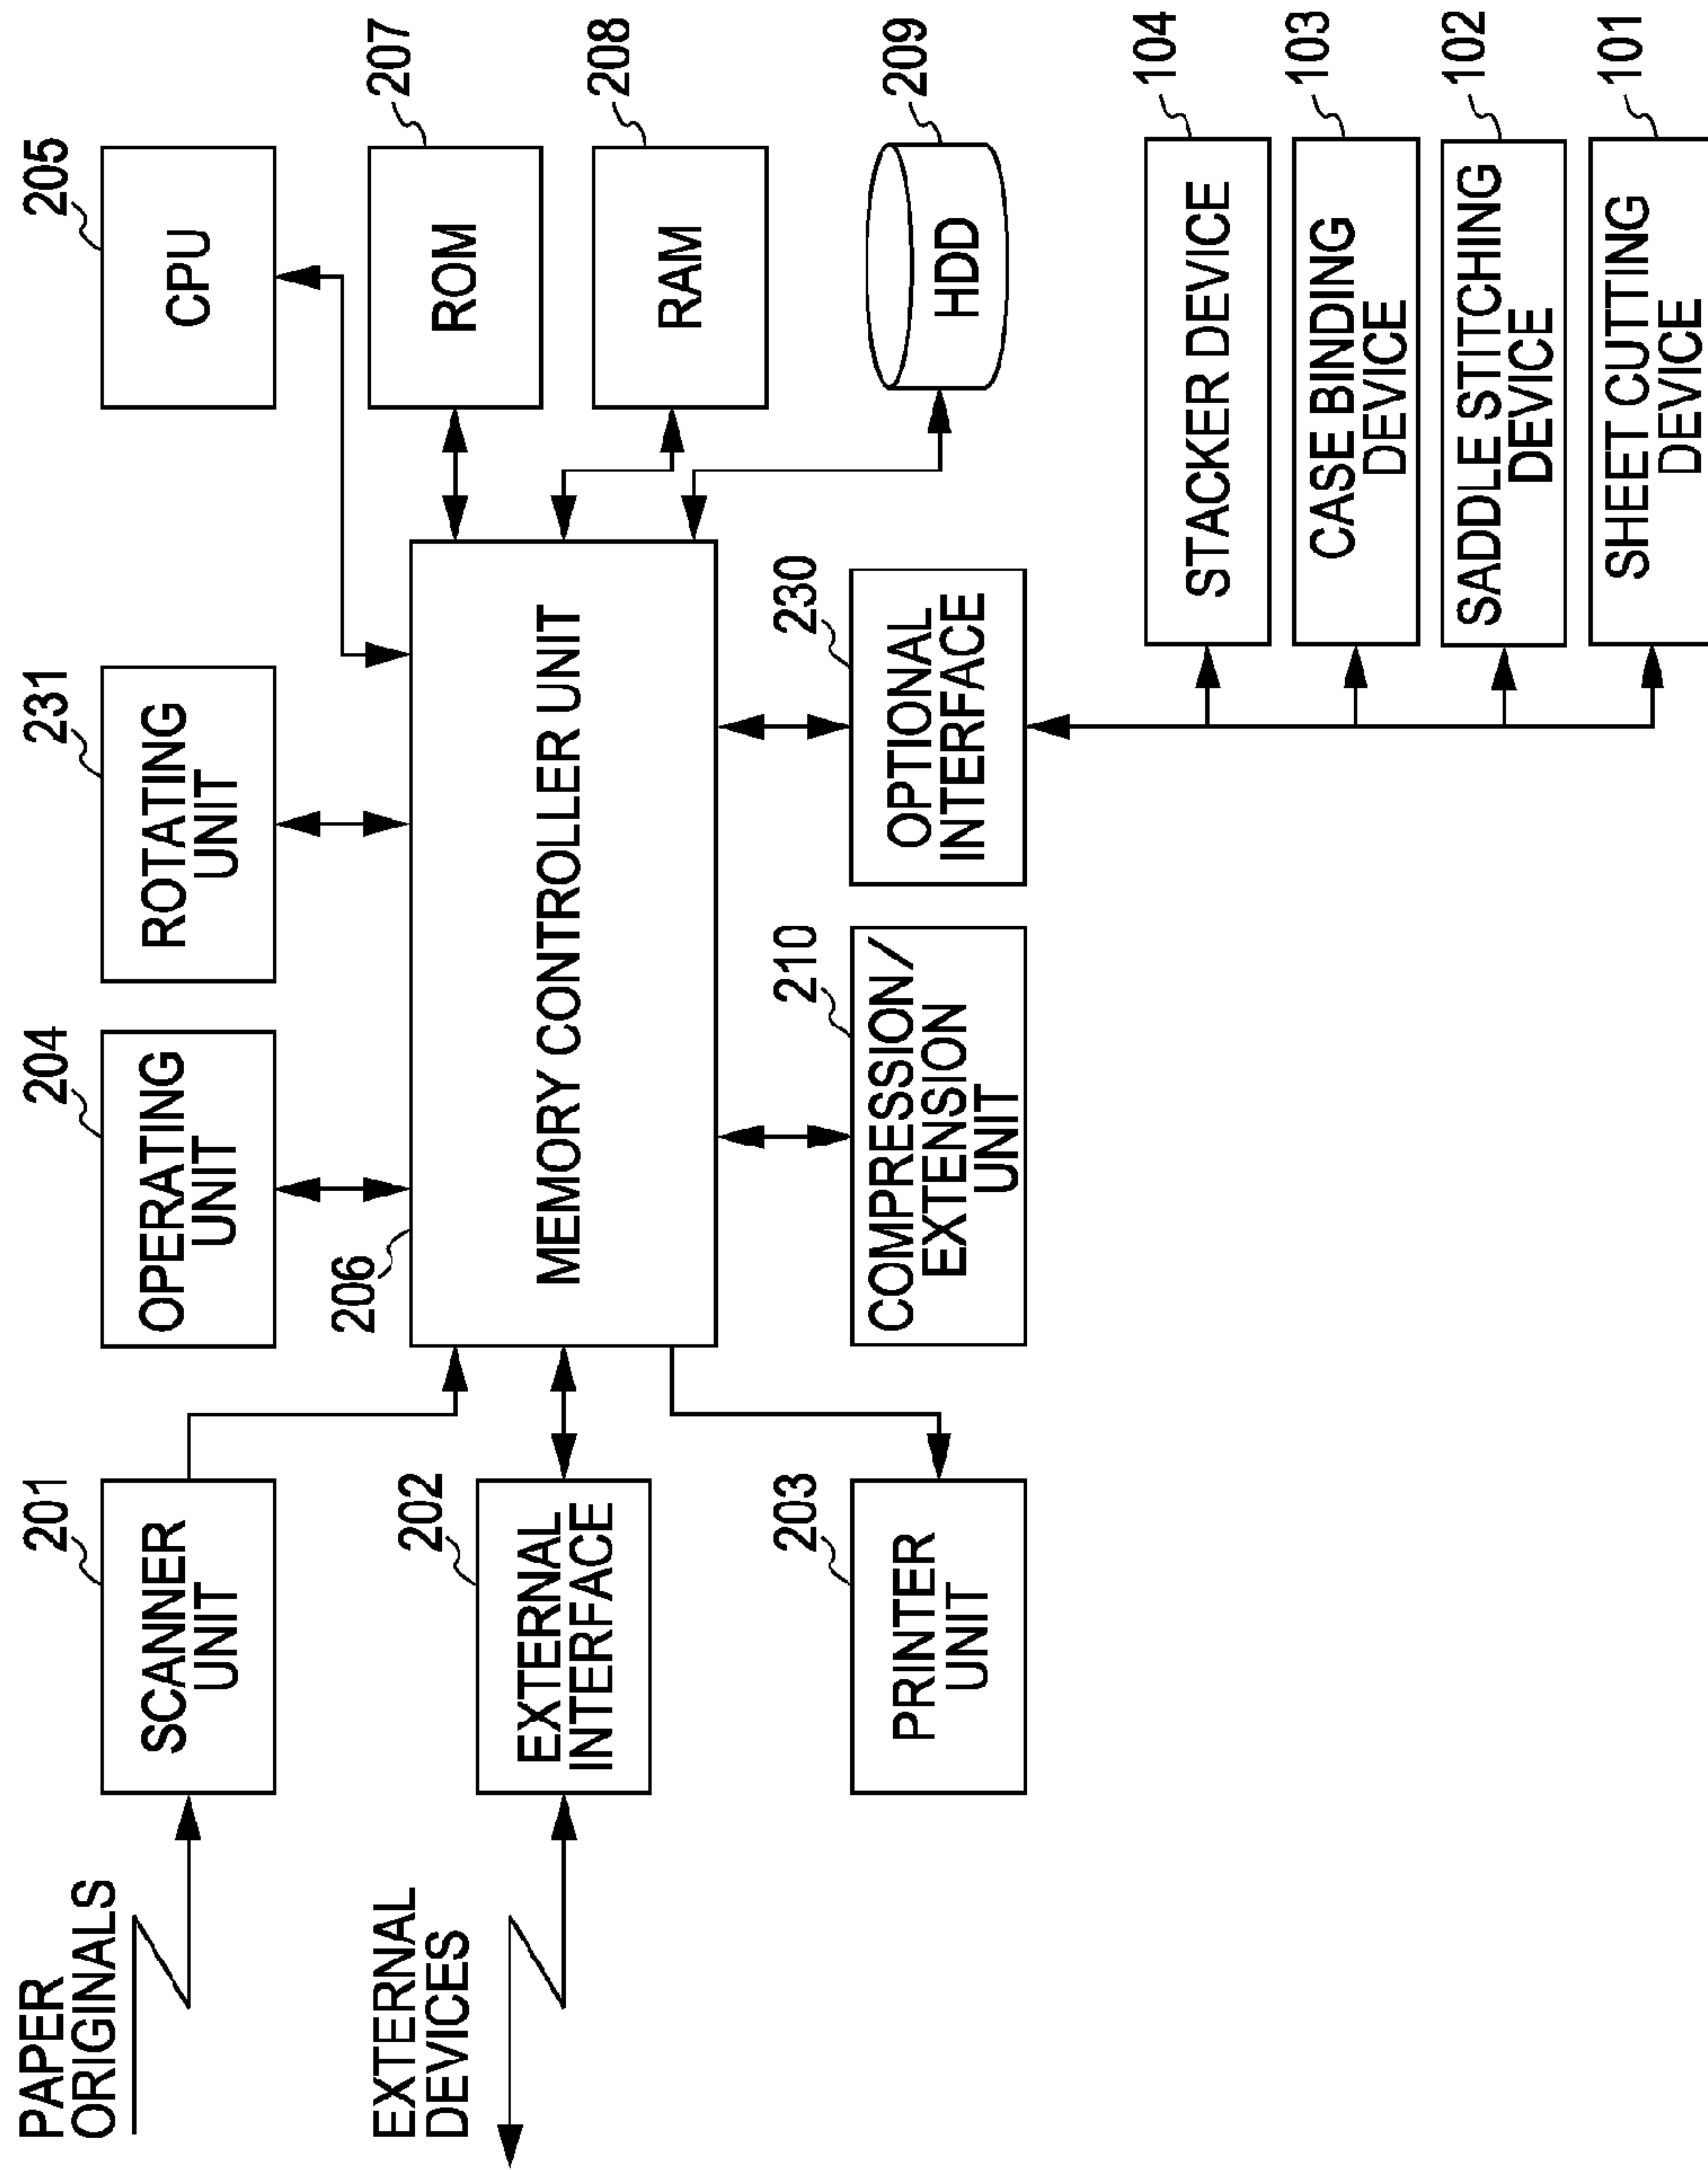 PAPER
ORIGINALS
201
SCANNER
UNIT
204
OPERATING
UNIT
231
ROTATING
UNIT
205
CPU
EXTERNAL
DEVICES
202
EXTERNAL
INTERFACE
206
MEMORY CONTROLLER UNIT
207
ROM
208
RAM
203
PRINTER
UNIT
210
COMPRESSION/
EXTENSION
UNIT
230
OPTIONAL
INTERFACE
209
HDD
104
STACKER DEVICE
103
CASE BINDING
DEVICE
102
SADDLE STITCHING
DEVICE
101
SHEET CUTTING
DEVICE